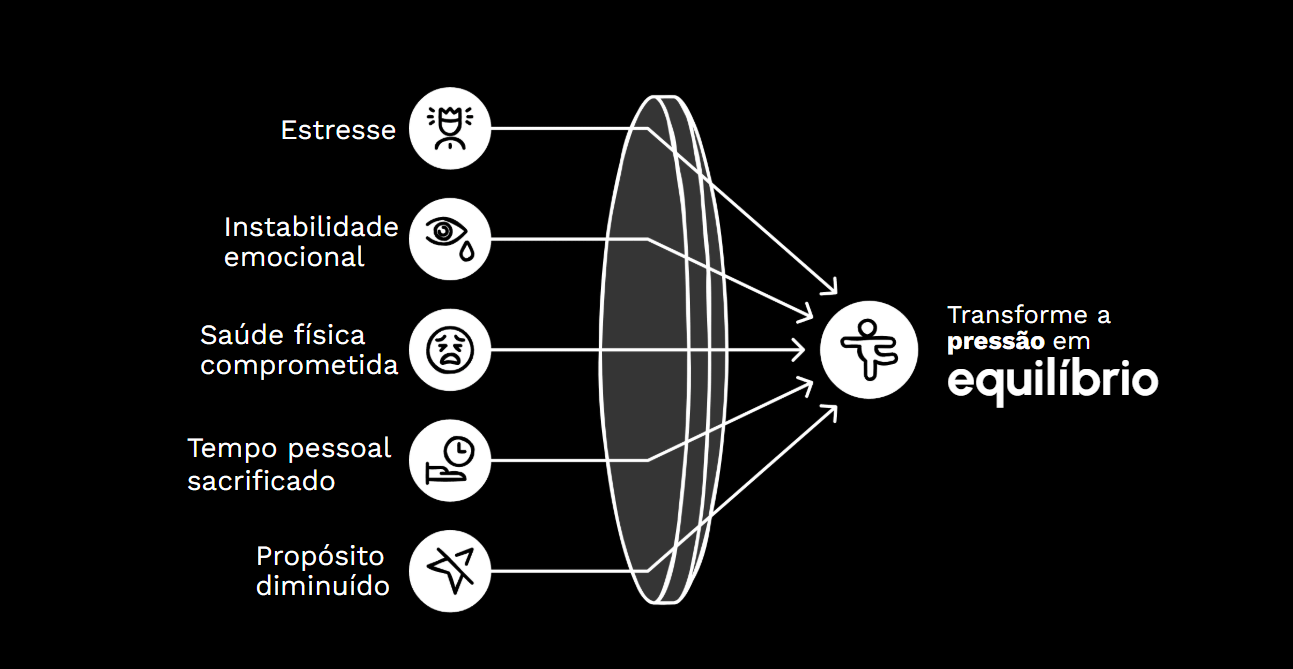 Estresse
Instabilidade
emocional
Saúde física
comprometida
Tempo pessoal
sacrificado
Propósito
diminuído
Transforme a
pressão em
equilíbrio